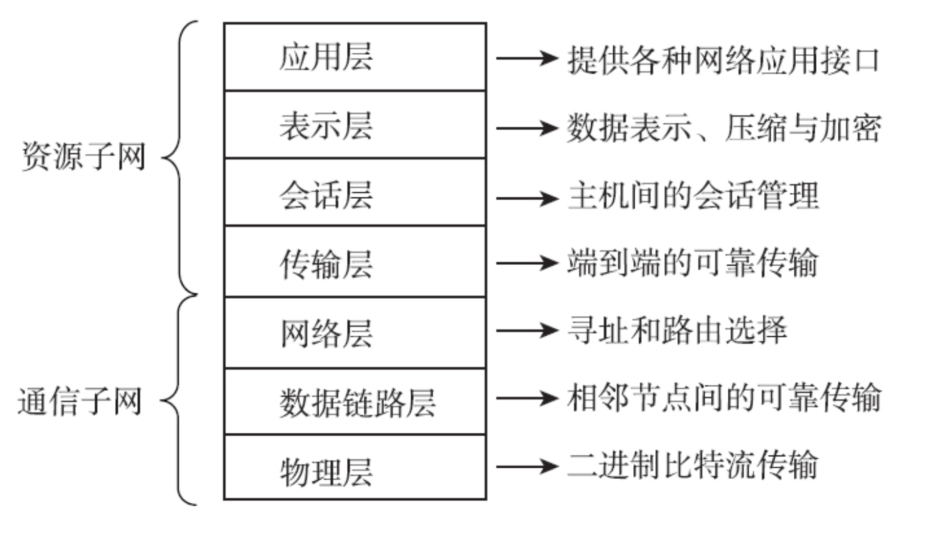 应用层
提供各种网络应用接口
表示层
数据表示、压缩与加密
资源子网
会话层
主机间的会话管理
传输层
端到端的可靠传输
网络层
寻址和路由选择
通信子网
数据链路层
相邻节点间的可靠传输
物理层
二进制比特流传输